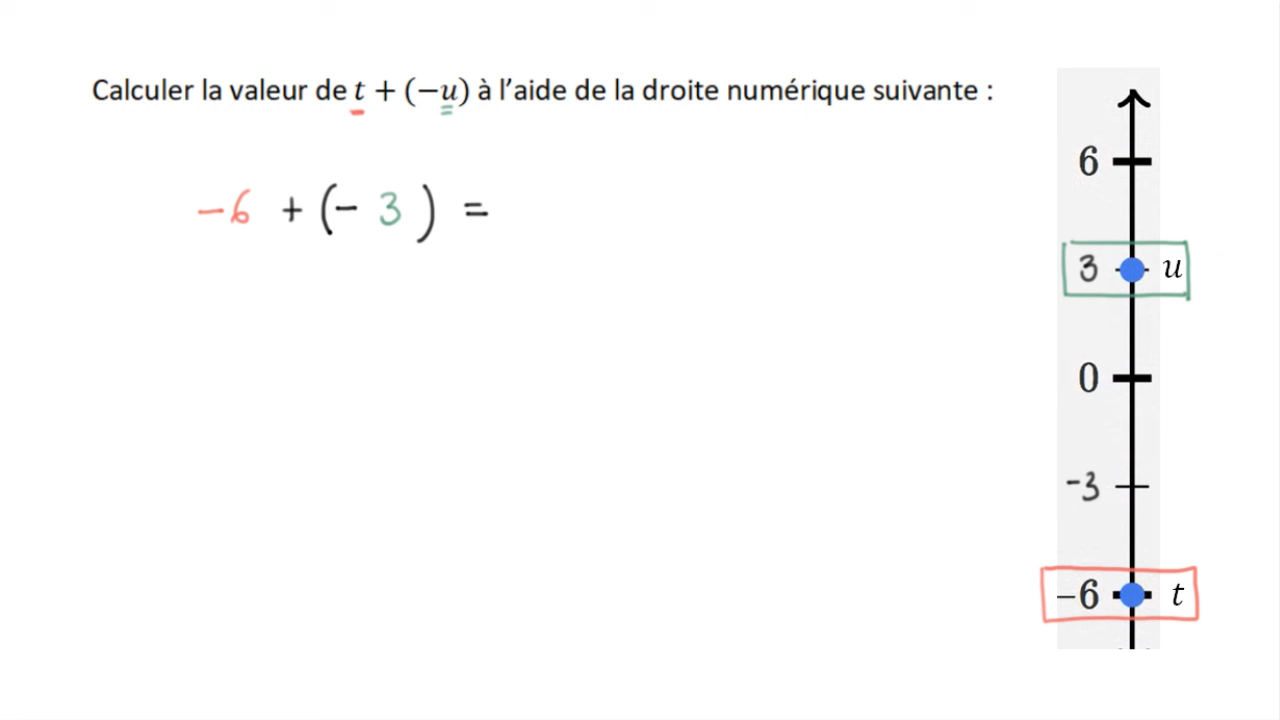 Calculer la valeur de t + (−u) à l’aide de la droite numérique suivante :
-6 + (- 3 ) =
6
3 u
0
-3
−6 t